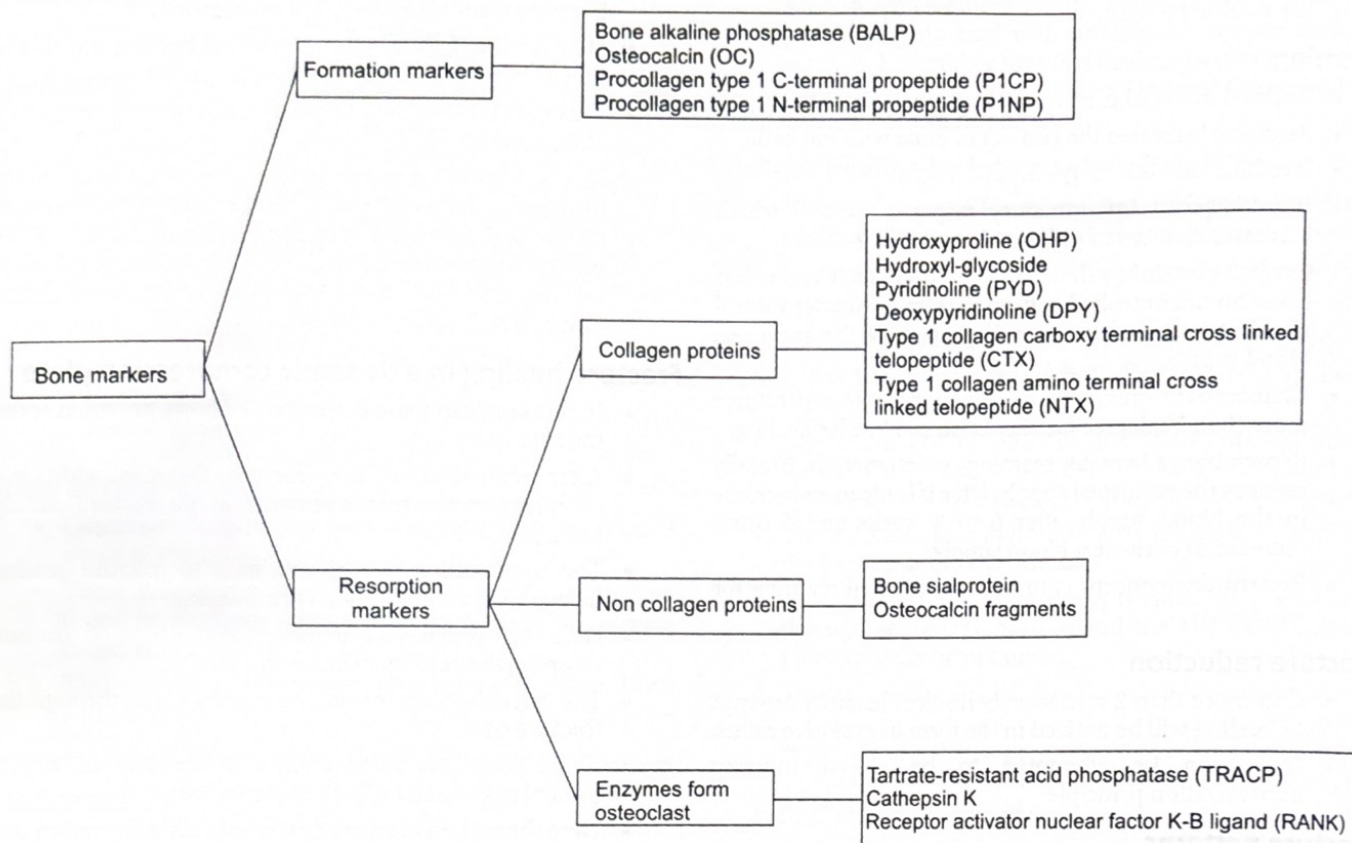 Bone markers
Formation markers
Bone alkaline phosphatase (BALP)
Osteocalcin (OC)
Procollagen type 1 C-terminal propeptide (P1CP)
Procollagen type 1 N-terminal propeptide (P1NP)
Resorption
markers
Collagen proteins
Hydroxyproline (OHP)
Hydroxyl-glycoside
Pyridinoline (PYD)
Deoxypyridinoline (DPY)
Type 1 collagen carboxy terminal cross linked
telopeptide (CTX)
Type 1 collagen amino terminal cross
linked telopeptide (NTX)
Non collagen proteins
Bone sialprotein
Osteocalcin fragments
Enzymes form
osteoclast
Tartrate-resistant acid phosphatase (TRACP)
Cathepsin K
Receptor activator nuclear factor K-B ligand (RANK)